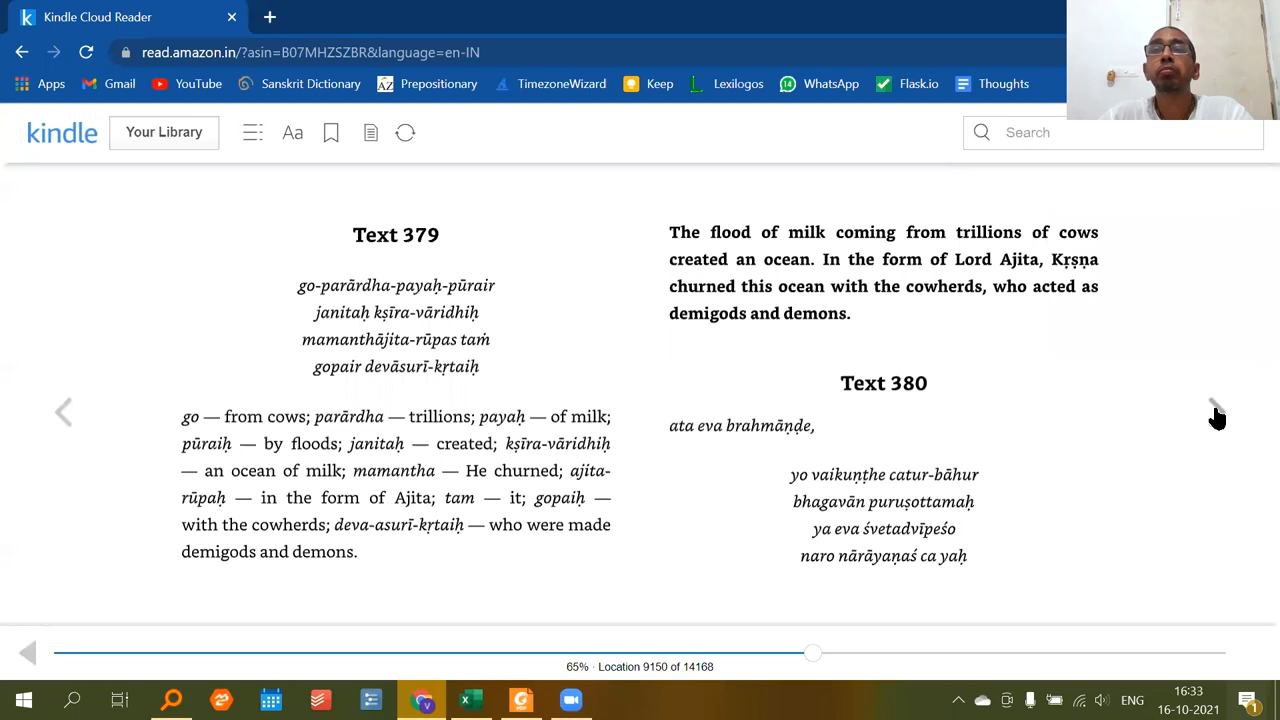 Kindle Cloud Reader
read.amazon.in/?asin=B07MHZSZBR&language=en-IN
Apps Gmail YouTube Sanskrit Dictionary Prepositionary TimezoneWizard Keep Lexilogos WhatsApp Flask.io Thoughts
kindle Your Library Aa Search
Text 379
go-parārdha-payaḥ-pūrair
janitaḥ kṣīra-vāridhiḥ
mamanthājita-rūpas taṁ
gopair devāsurī-kṛtaiḥ
go — from cows; parārdha — trillions; payaḥ — of milk;
pūraiḥ — by floods; janitaḥ — created; kṣīra-vāridhiḥ
— an ocean of milk; mamantha — He churned; ajita-
rūpaḥ — in the form of Ajita; tam — it; gopaiḥ —
with the cowherds; deva-asurī-kṛtaiḥ — who were made
demigods and demons.
The flood of milk coming from trillions of cows
created an ocean. In the form of Lord Ajita, Kṛṣṇa
churned this ocean with the cowherds, who acted as
demigods and demons.
Text 380
ata eva brahmāṇḍe,
yo vaikuṇṭhe catur-bāhur
bhagavān puruṣottamaḥ
ya eva śvetadvīpeśo
naro nārāyaṇaś ca yaḥ
65% · Location 9150 of 14168
ENG
16:33
16-10-2021